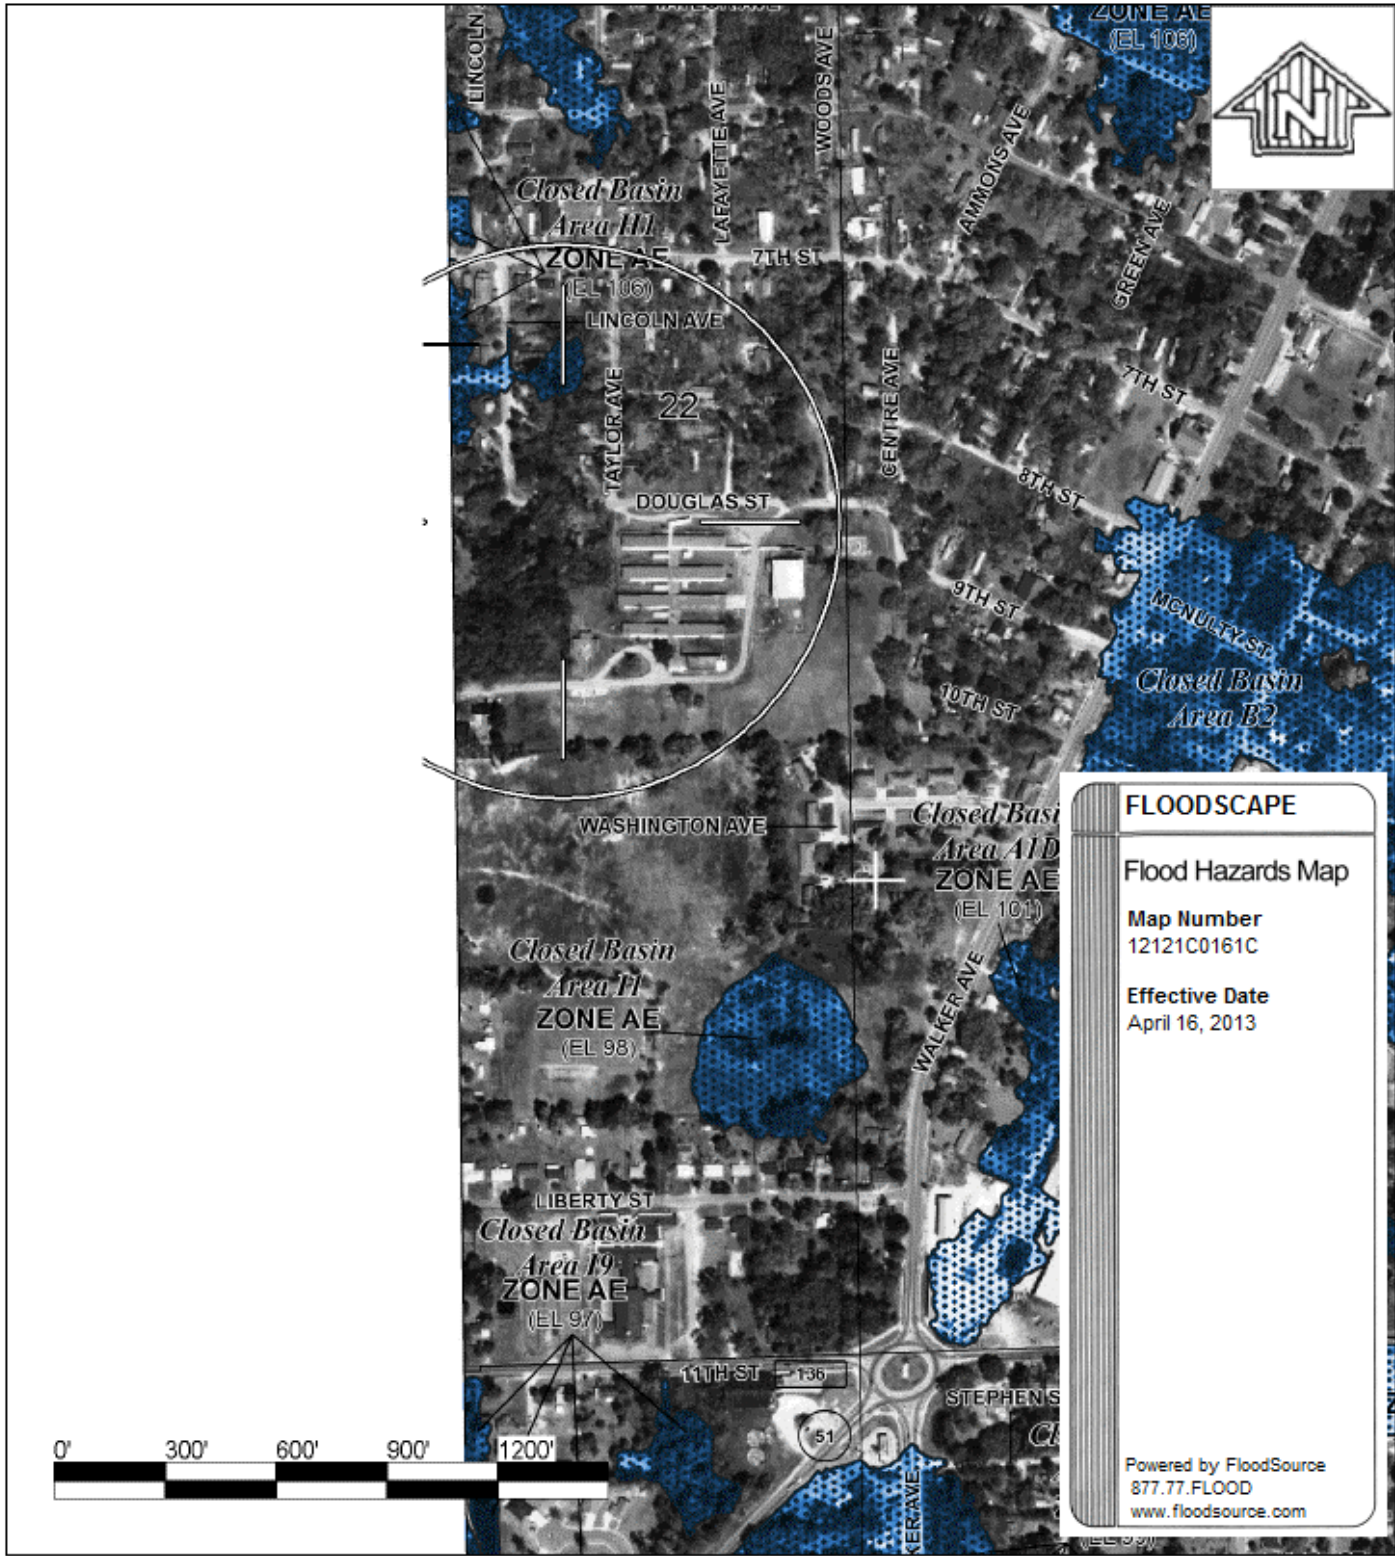 ZONE AE
(EL 106)
LINCOLN
N
WOODS AVE
LAFAYETTE AVE
AMMONS AVE
Closed Basin
Area H1
ZONE AE
(EL 106)
7TH ST
GREEN AVE
LINCOLN AVE
TAYLOR AVE
22
CENTRE AVE
7TH ST
8TH ST
DOUGLAS ST
9TH ST
MCNULTY ST
Closed Basin
Area B2
10TH ST
WASHINGTON AVE
Closed Basi
Area A1D
ZONE AE
(EL 101)
Closed Basin
Area I1
ZONE AE
(EL 98)
WALKER AVE
LIBERTY ST
Closed Basin
Area I9
ZONE AE
(EL 97)
11TH ST
136
STEPHEN S
51
Cl
KER AVE
(EL 99)
0' 300' 600' 900' 1200'
FLOODSCAPE
Flood Hazards Map
Map Number
12121C0161C
Effective Date
April 16, 2013
Powered by FloodSource
877.77.FLOOD
www.floodsource.com